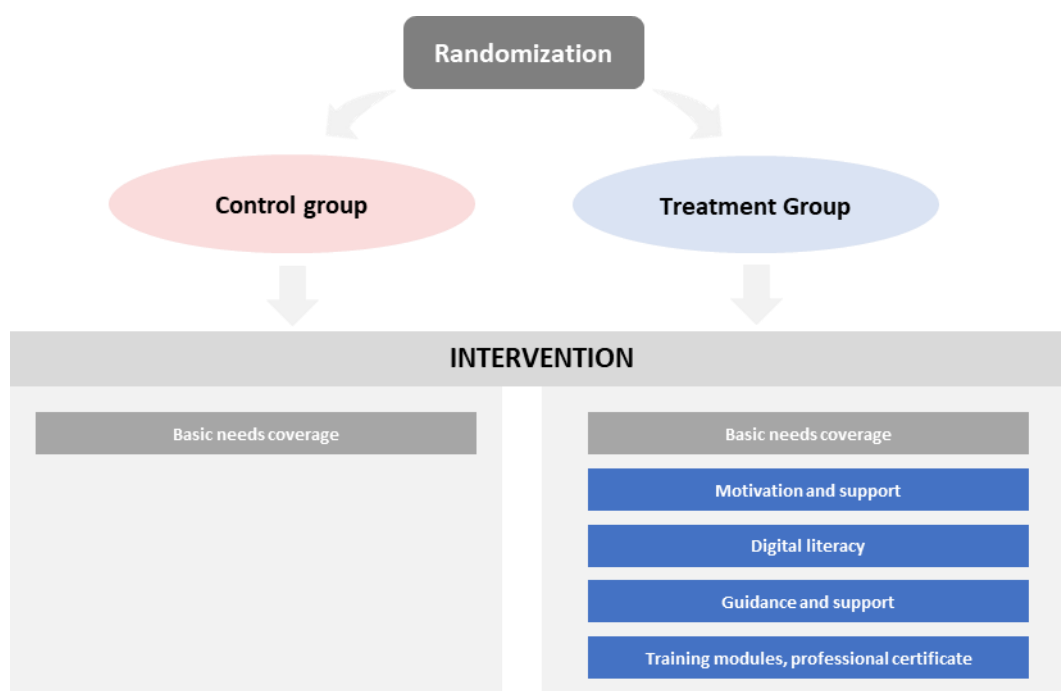 Randomization
Control group
Treatment Group
INTERVENTION
Basic needs coverage
Basic needs coverage
Motivation and support
Digital literacy
Guidance and support
Training modules, professional certificate